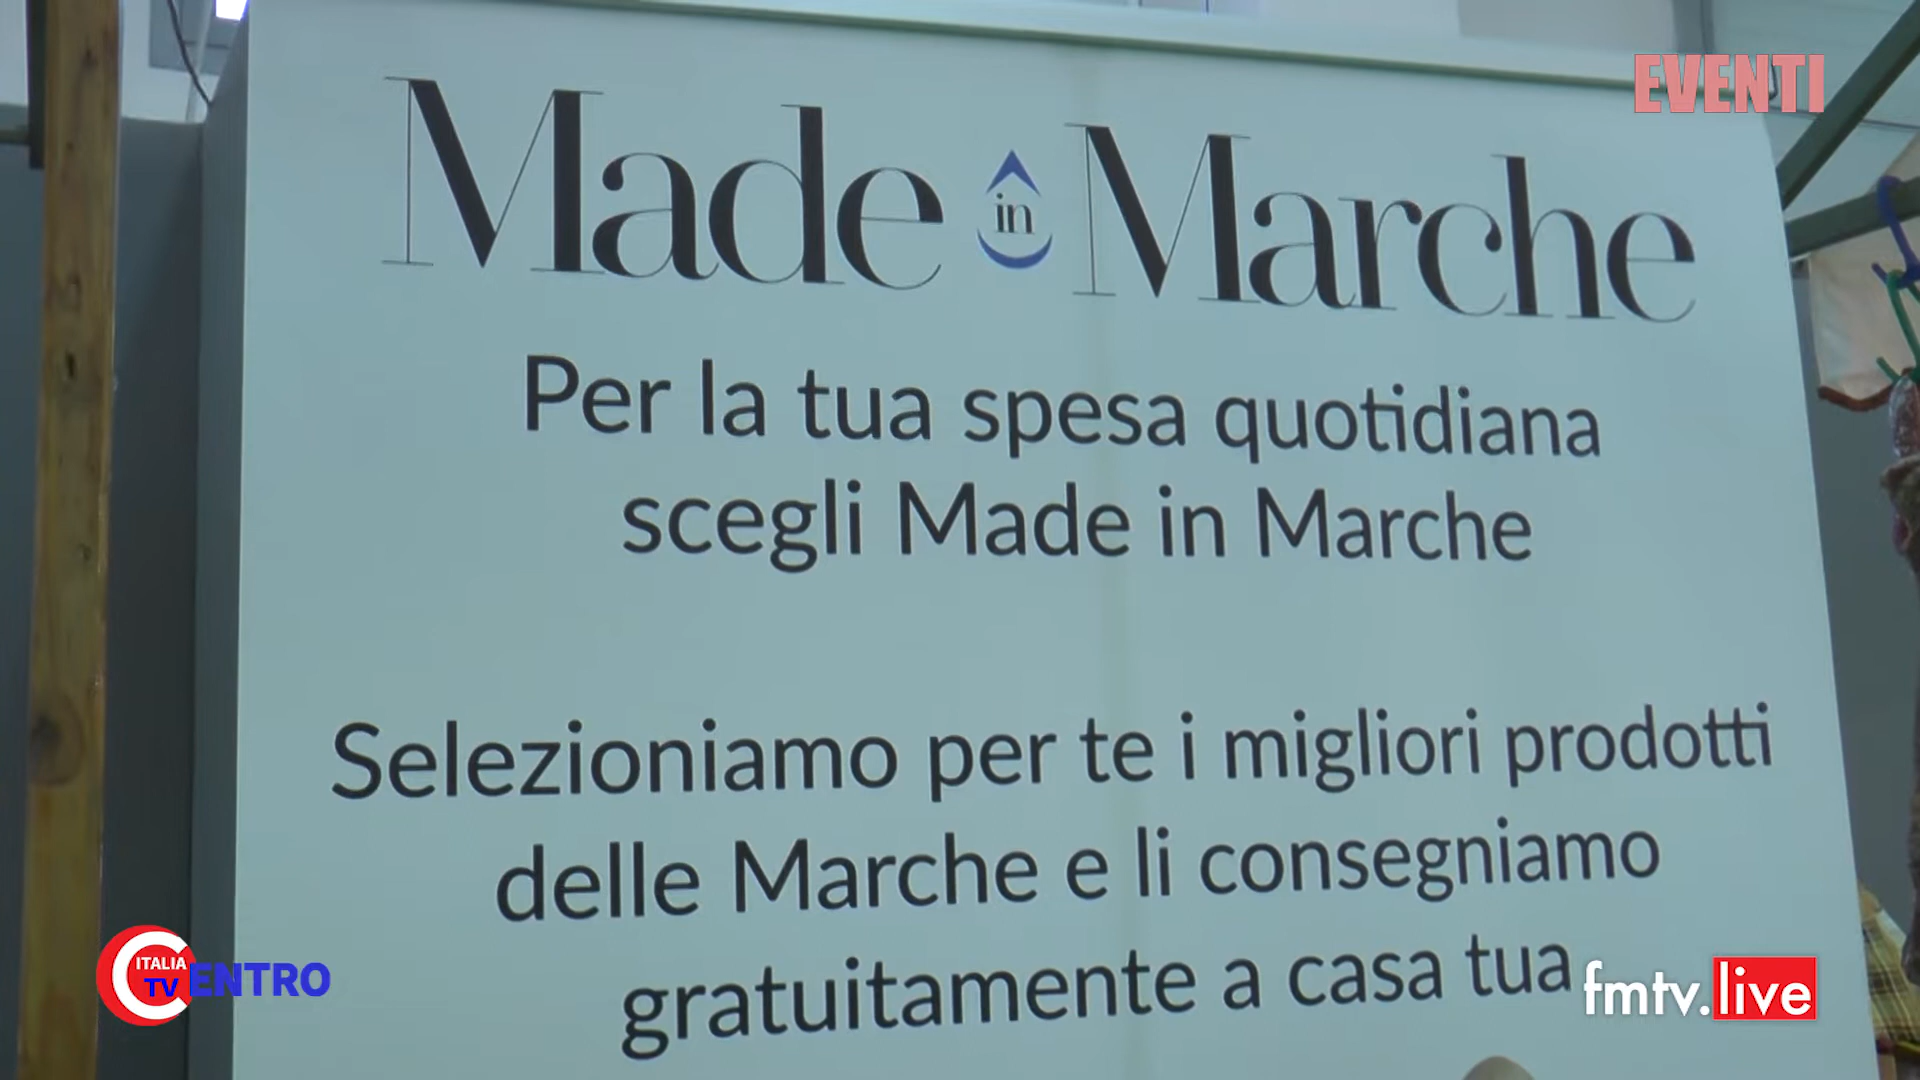 EVENTI
Made in Marche
Per la tua spesa quotidiana
scegli Made in Marche
Selezioniamo per te i migliori prodotti
delle Marche e li consegniamo
gratuitamente a casa tua
ITALIA
TV ENTRO
fmtv.live